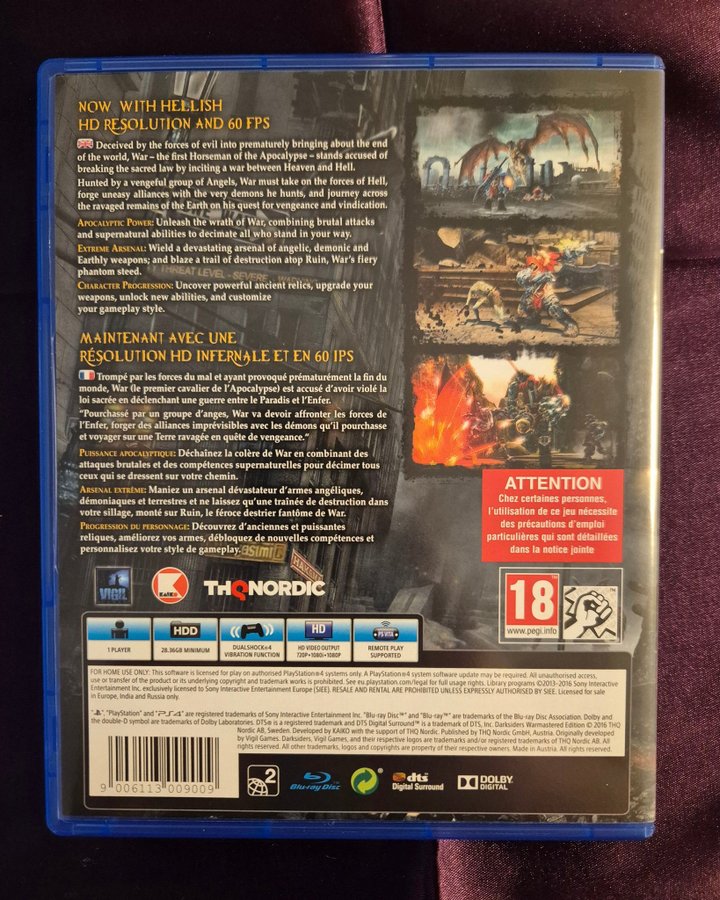 NOW WITH HELLISH
HD RESOLUTION AND 60 FPS
Deceived by the forces of evil into prematurely bringing about the end
of the world, War – the first Horseman of the Apocalypse – stands accused of
breaking the sacred law by inciting a war between Heaven and Hell.
Hunted by a vengeful group of Angels, War must take on the forces of Hell,
forge uneasy alliances with the very demons he hunts, and journey across
the ravaged remains of the Earth on his quest for vengeance and vindication.
APOCALYPTIC POWER: Unleash the wrath of War, combining brutal attacks
and supernatural abilities to decimate all who stand in your way.
EXTREME ARSENAL: Wield a devastating arsenal of angelic, demonic and
Earthly weapons; and blaze a trail of destruction atop Ruin, War's fiery
phantom steed.
THREAT LEVEL - SEVERE
CHARACTER PROGRESSION: Uncover powerful ancient relics, upgrade your
weapons, unlock new abilities, and customize
your gameplay style.
MAINTENANT AVEC UNE
RÉSOLUTION HD INFERNALE ET EN 60 IPS
Trompé par les forces du mal et ayant provoqué prématurément la fin du
monde, War (le premier cavalier de l'Apocalypse) est accusé d'avoir violé la
loi sacrée en déclenchant une guerre entre le Paradis et l'Enfer.
"Pourchassé par un groupe d'anges, War va devoir affronter les forces de
l'Enfer, forger des alliances imprévisibles avec les démons qu'il pourchasse
et voyager sur une Terre ravagée en quête de vengeance."
PUISSANCE APOCALYPTIQUE: Déchaînez la colère de War en combinant des
attaques brutales et des compétences supernaturelles pour décimer tous
ceux qui se dressent sur votre chemin.
ARSENAL EXTRÊME: Maniez un arsenal dévastateur d'armes angéliques,
démoniaques et terrestres et ne laissez qu'une traînée de destruction dans
votre sillage, monté sur Ruin, le féroce destrier fantôme de War.
PROGRESSION DU PERSONNAGE: Découvrez d'anciennes et puissantes
reliques, améliorez vos armes, débloquez de nouvelles compétences et
personnalisez votre style de gameplay.
ATTENTION
Chez certaines personnes,
l'utilisation de ce jeu nécessite
des précautions d'emploi
particulières qui sont détaillées
dans la notice jointe
VIGIL
KAIKO
THQ NORDIC
18
www.pegi.info
1 PLAYER
HDD
28.36GB MINIMUM
DUALSHOCK®4
VIBRATION FUNCTION
HD
HD VIDEO OUTPUT
720P•1080i•1080P
PS VITA
REMOTE PLAY
SUPPORTED
FOR HOME USE ONLY: This software is licensed for play on authorised PlayStation®4 systems only. A PlayStation®4 system software update may be required. All unauthorised access,
use or transfer of the product or its underlying copyright and trademark works is prohibited. See eu.playstation.com/legal for full usage rights. Library programs ©2013–2016 Sony Interactive
Entertainment Inc. exclusively licensed to Sony Interactive Entertainment Europe (SIEE). RESALE AND RENTAL ARE PROHIBITED UNLESS EXPRESSLY AUTHORISED BY SIEE. Licensed for sale
in Europe, India and Russia only.
"PlayStation" and "PS4" are registered trademarks of Sony Interactive Entertainment Inc. "Blu-ray Disc™" and "Blu-ray™" are trademarks of the Blu-ray Disc Association. Dolby and
the double-D symbol are trademarks of Dolby Laboratories. DTS® is a registered trademark and DTS Digital Surround™ is a trademark of DTS, Inc. Darksiders Warmastered Edition © 2016 THQ
Nordic AB, Sweden. Developed by KAIKO with the support of THQ Nordic. Published by THQ Nordic GmbH, Austria. Originally developed
by Vigil Games. Darksiders, Vigil Games, and their respective logos are trademarks and/or registered trademarks of THQ Nordic AB. All
rights reserved. All other trademarks, logos and copyrights are property of their respective owners. Made in Austria. All rights reserved.
9 006113 009009
2
Blu-ray Disc
dts
Digital Surround
DOLBY
DIGITAL